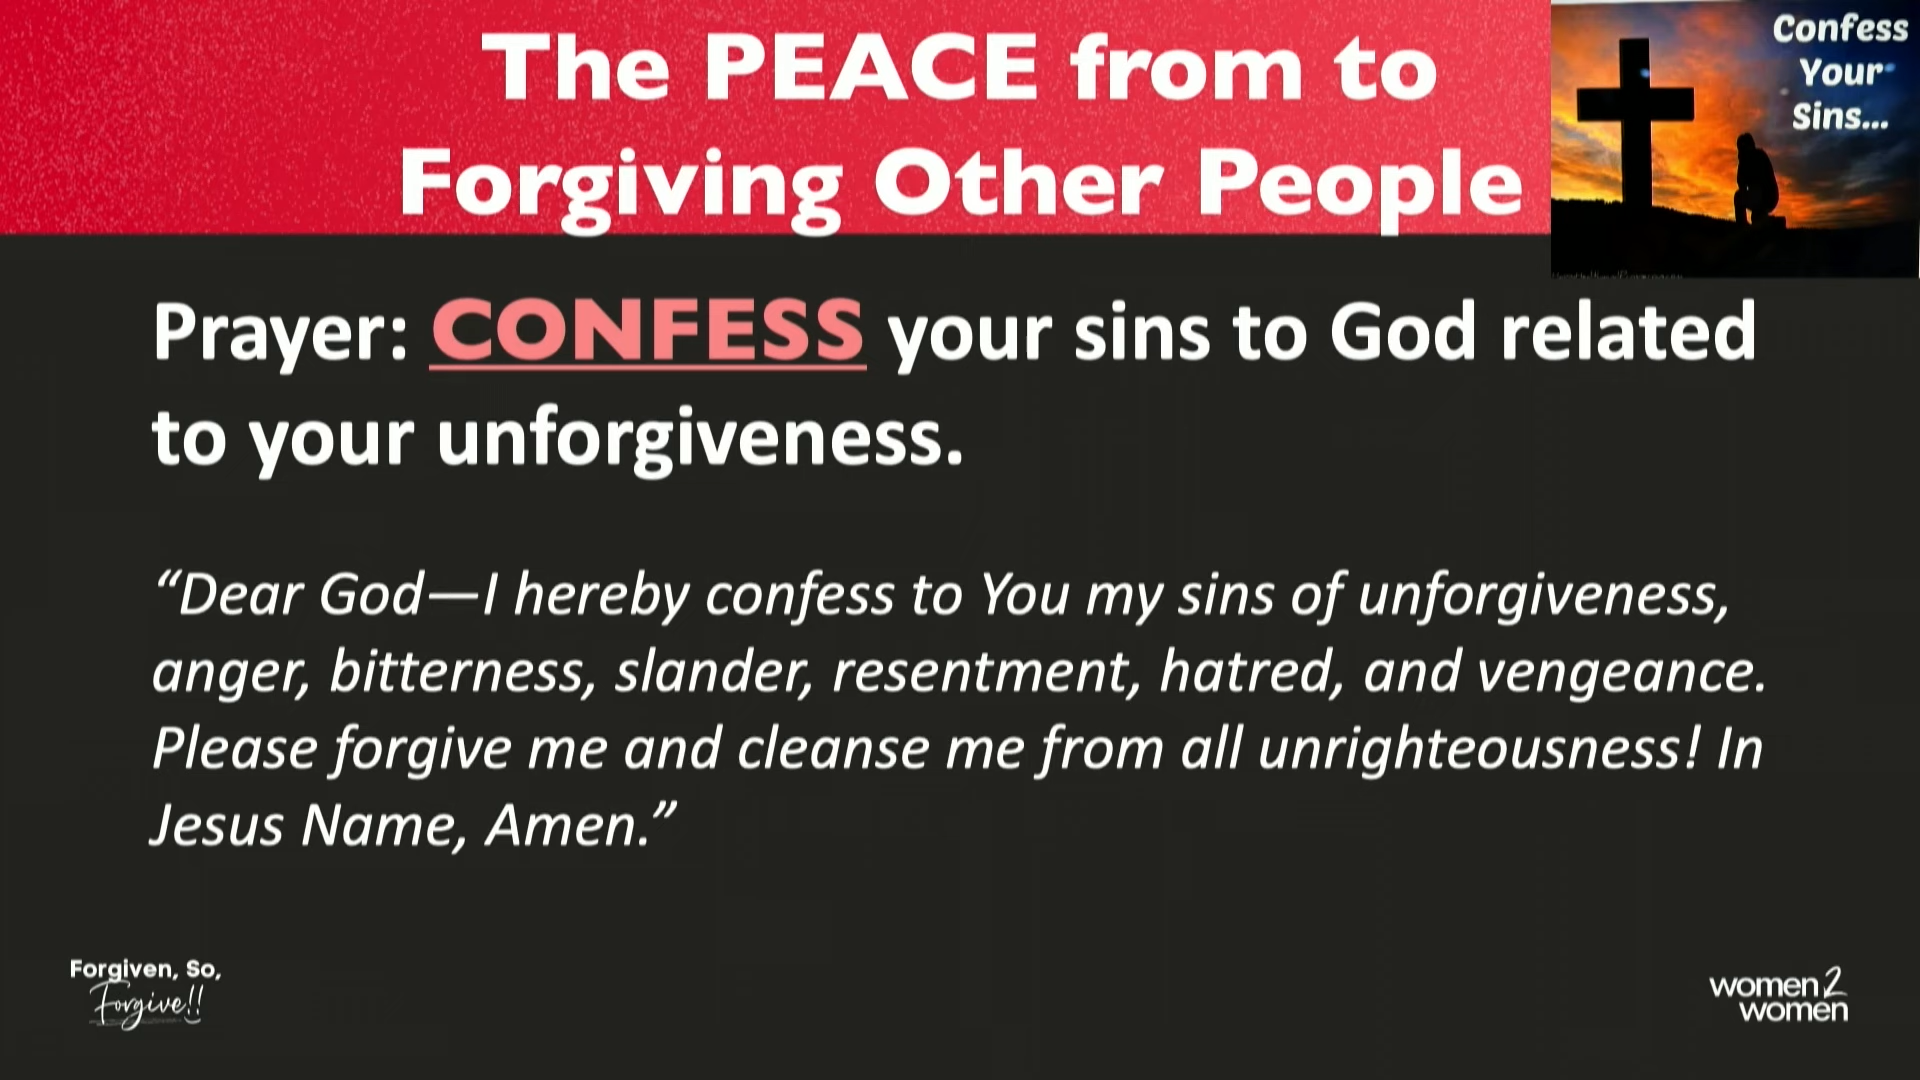 The PEACE from to
Forgiving Other People
Confess
Your
Sins...
Prayer: CONFESS your sins to God related
to your unforgiveness.
“Dear God—I hereby confess to You my sins of unforgiveness,
anger, bitterness, slander, resentment, hatred, and vengeance.
Please forgive me and cleanse me from all unrighteousness! In
Jesus Name, Amen.”
Forgiven, So,
Forgive!!
women2
women